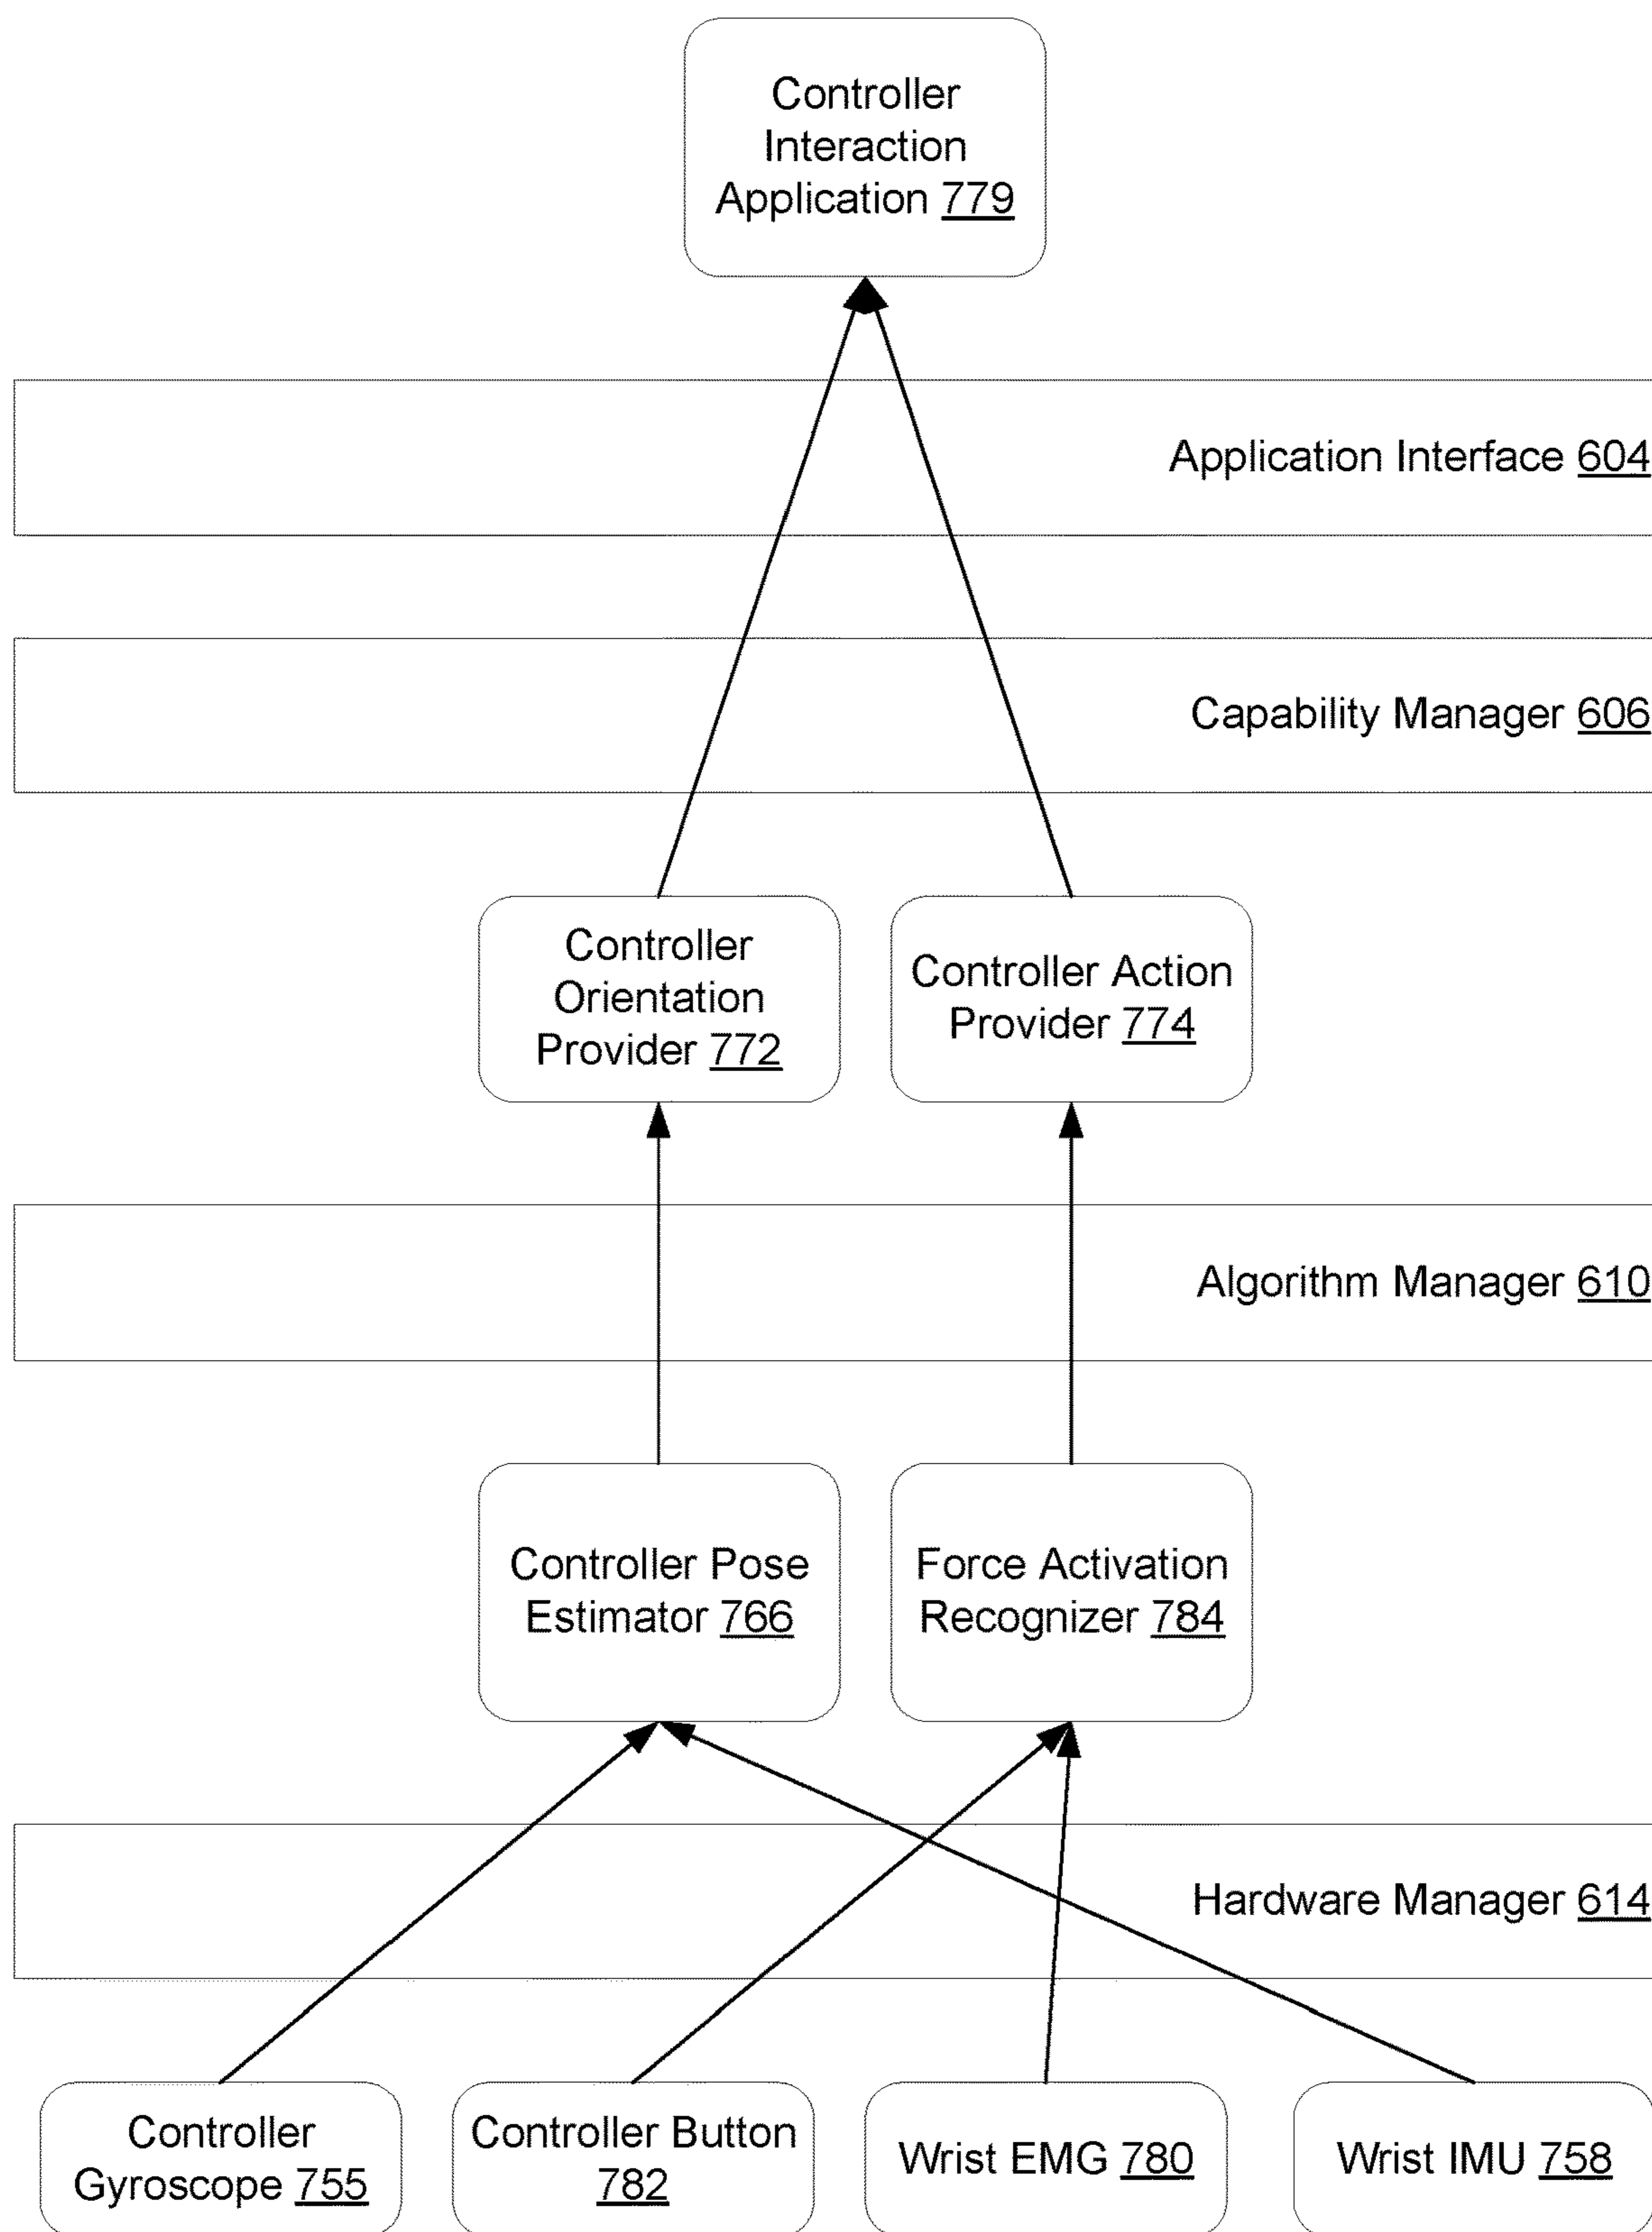 Controller
Interaction
Application 779
Application Interface 604
Capability Manager 606
Controller
Orientation
Provider 772
Controller Action
Provider 774
Algorithm Manager 610
Controller Pose
Estimator 766
Force Activation
Recognizer 784
Hardware Manager 614
Controller
Gyroscope 755
Controller Button
782
Wrist EMG 780
Wrist IMU 758